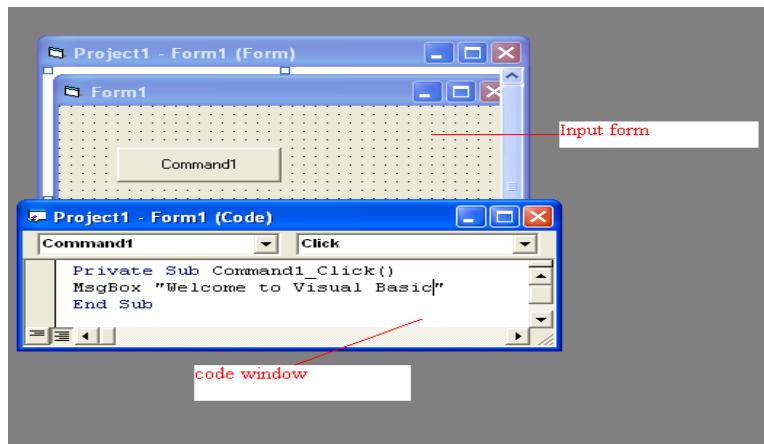 Project1 - Form1 (Form)
Form1
Input form
Command1
Project1 - Form1 (Code)
Command1 Click
Private Sub Command1_Click()
MsgBox "Welcome to Visual Basic"
End Sub
code window